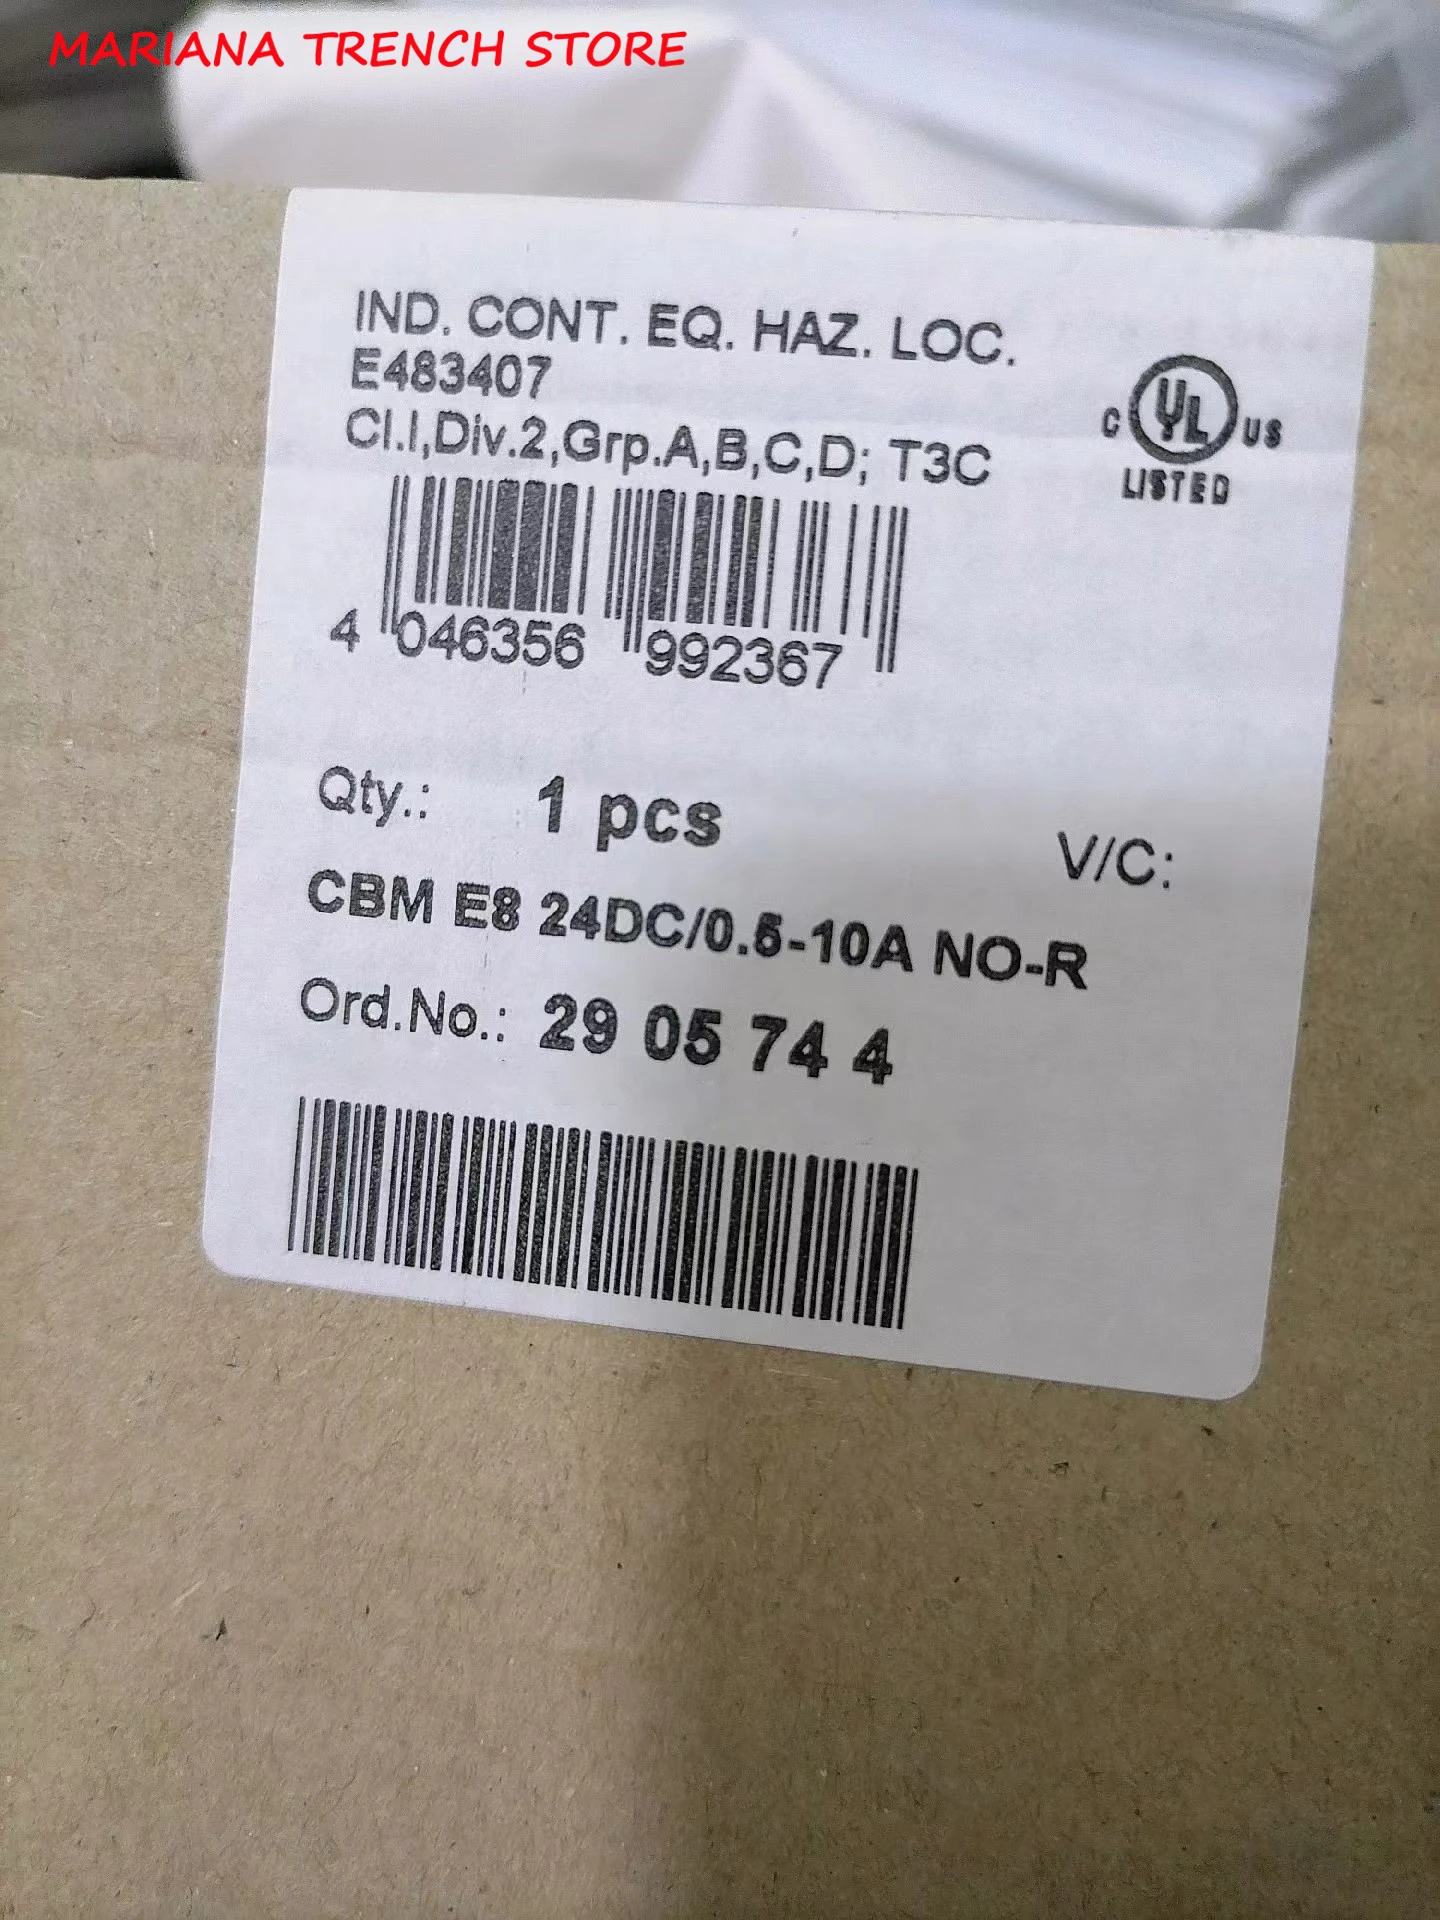 MARIANA TRENCH STORE
IND. CONT. EQ. HAZ. LOC.
E483407
Cl.I,Div.2,Grp.A,B,C,D; T3C
C UL US
LISTED
4 046356 992367
Qty.: 1 pcs
V/C:
CBM E8 24DC/0.5-10A NO-R
Ord.No.: 29 05 74 4